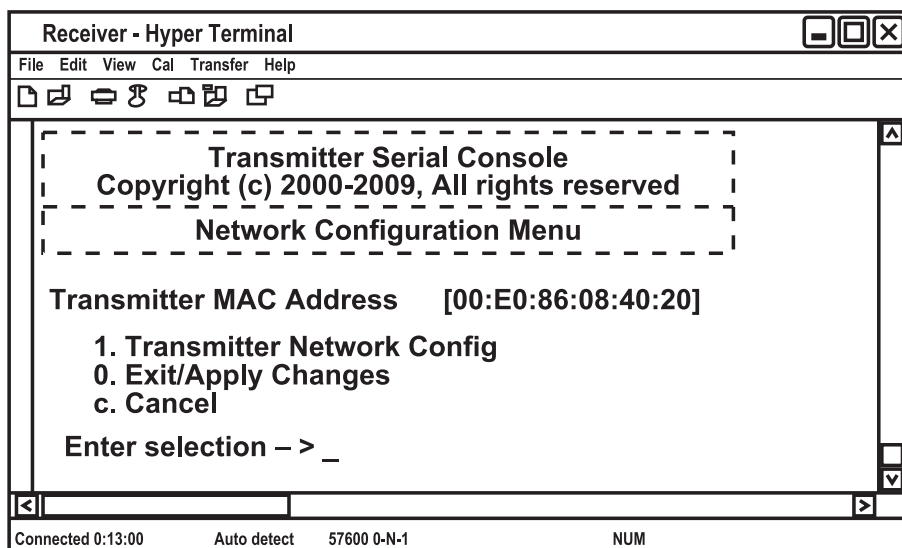 Receiver - Hyper Terminal
File Edit View Cal Transfer Help
Transmitter Serial Console
Copyright (c) 2000-2009, All rights reserved
Network Configuration Menu
Transmitter MAC Address [00:E0:86:08:40:20]
1. Transmitter Network Config
0. Exit/Apply Changes
c. Cancel
Enter selection – > _
Connected 0:13:00 Auto detect 57600 0-N-1 NUM